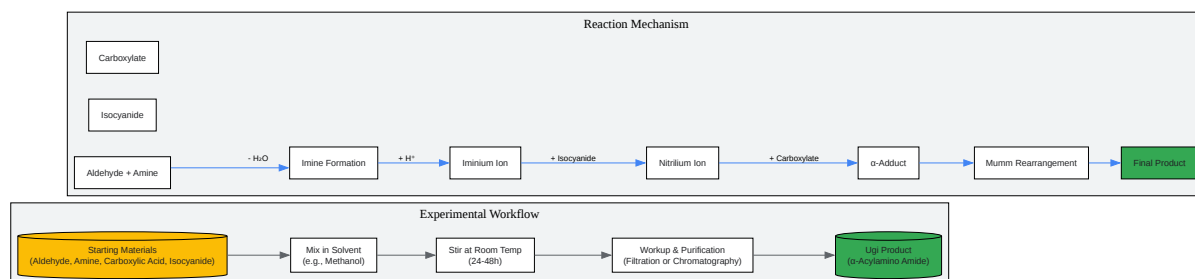 Reaction Mechanism
Carboxylate
Isocyanide
Aldehyde + Amine
- H₂O
Imine Formation
+ H⁺
Iminium Ion
+ Isocyanide
Nitrilium Ion
+ Carboxylate
α-Adduct
Mumm Rearrangement
Final Product
Experimental Workflow
Starting Materials
(Aldehyde, Amine, Carboxylic Acid, Isocyanide)
Mix in Solvent
(e.g., Methanol)
Stir at Room Temp
(24-48h)
Workup & Purification
(Filtration or Chromatography)
Ugi Product
(α-Acylamino Amide)